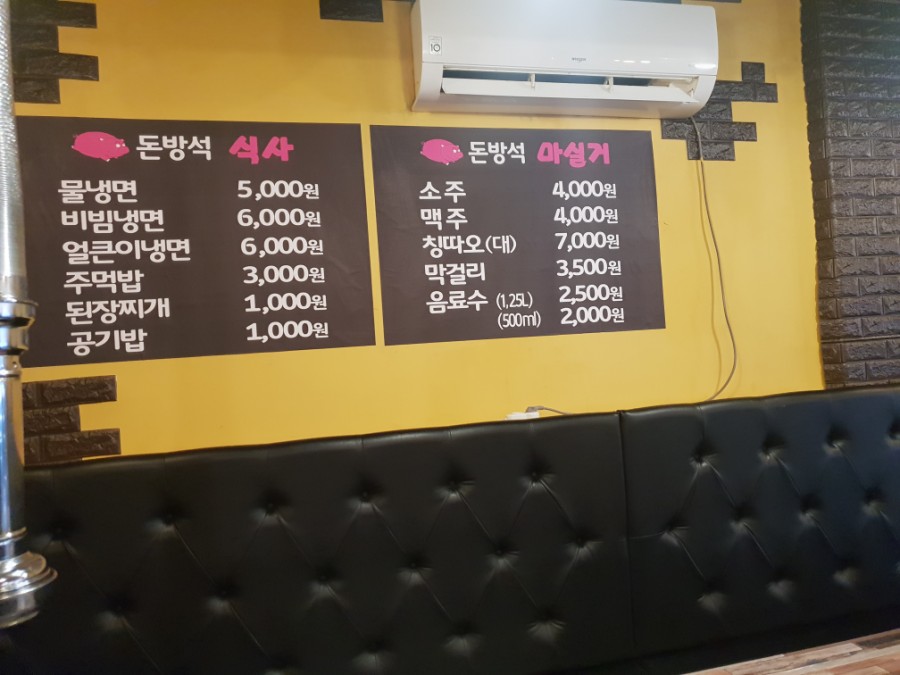 돈방석 식사
물냉면 5,000원
비빔냉면 6,000원
얼큰이냉면 6,000원
주먹밥 3,000원
된장찌개 1,000원
공기밥 1,000원
돈방석 마실거
소주 4,000원
맥주 4,000원
칭따오(대) 7,000원
막걸리 3,500원
음료수 (1,25L) 2,500원
(500ml) 2,000원
10